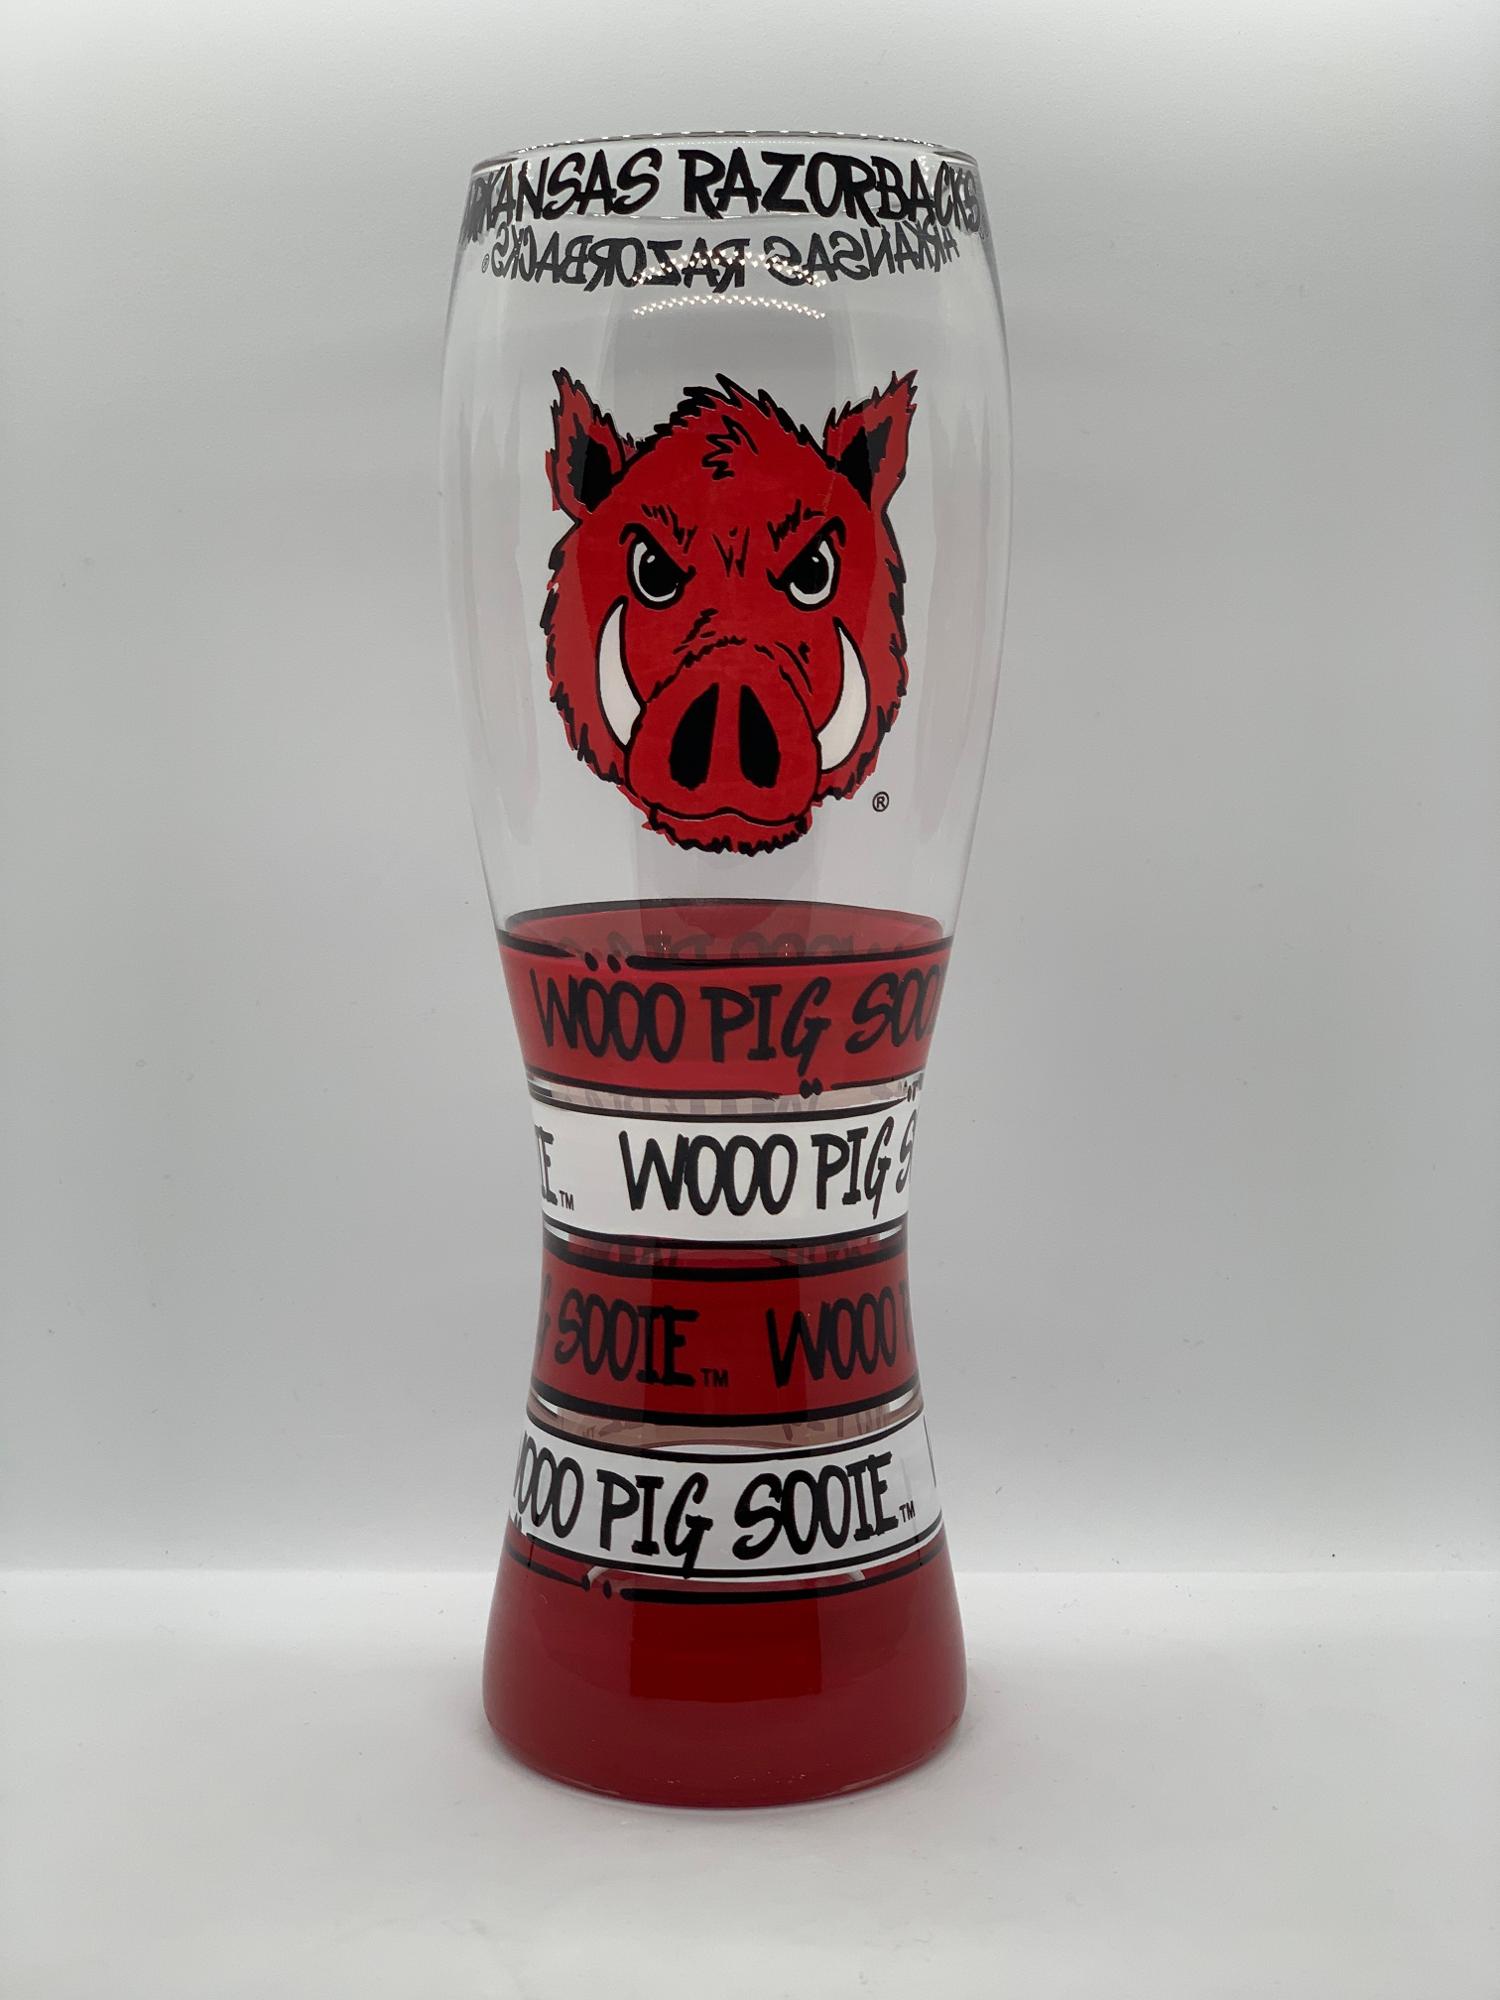 ARKANSAS RAZORBACKS
ARKANSAS RAZORBACKS®
®
WOOO PIG SOO
IE™ WOOO PIG S
G SOOIE™ WOOO P
WOOO PIG SOOIE™